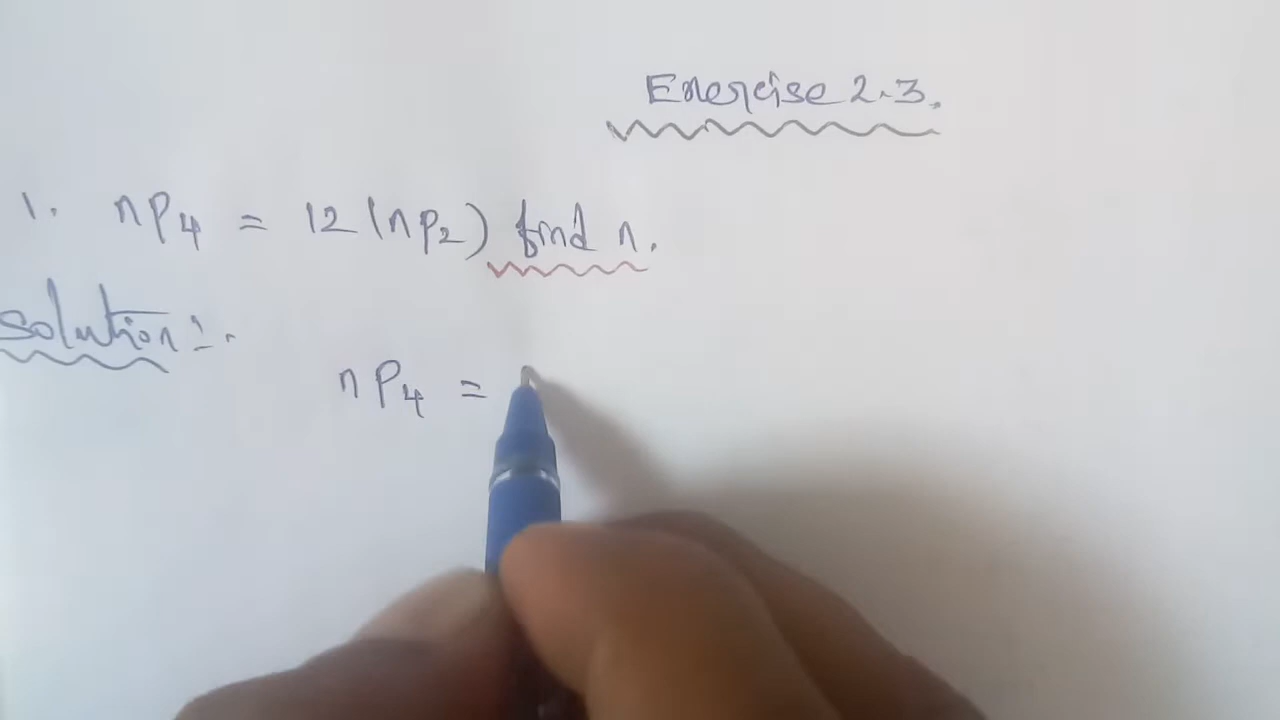 Exercise 2.3.
1. nP4 = 12 (nP2) find n.
Solution:-
nP4 =